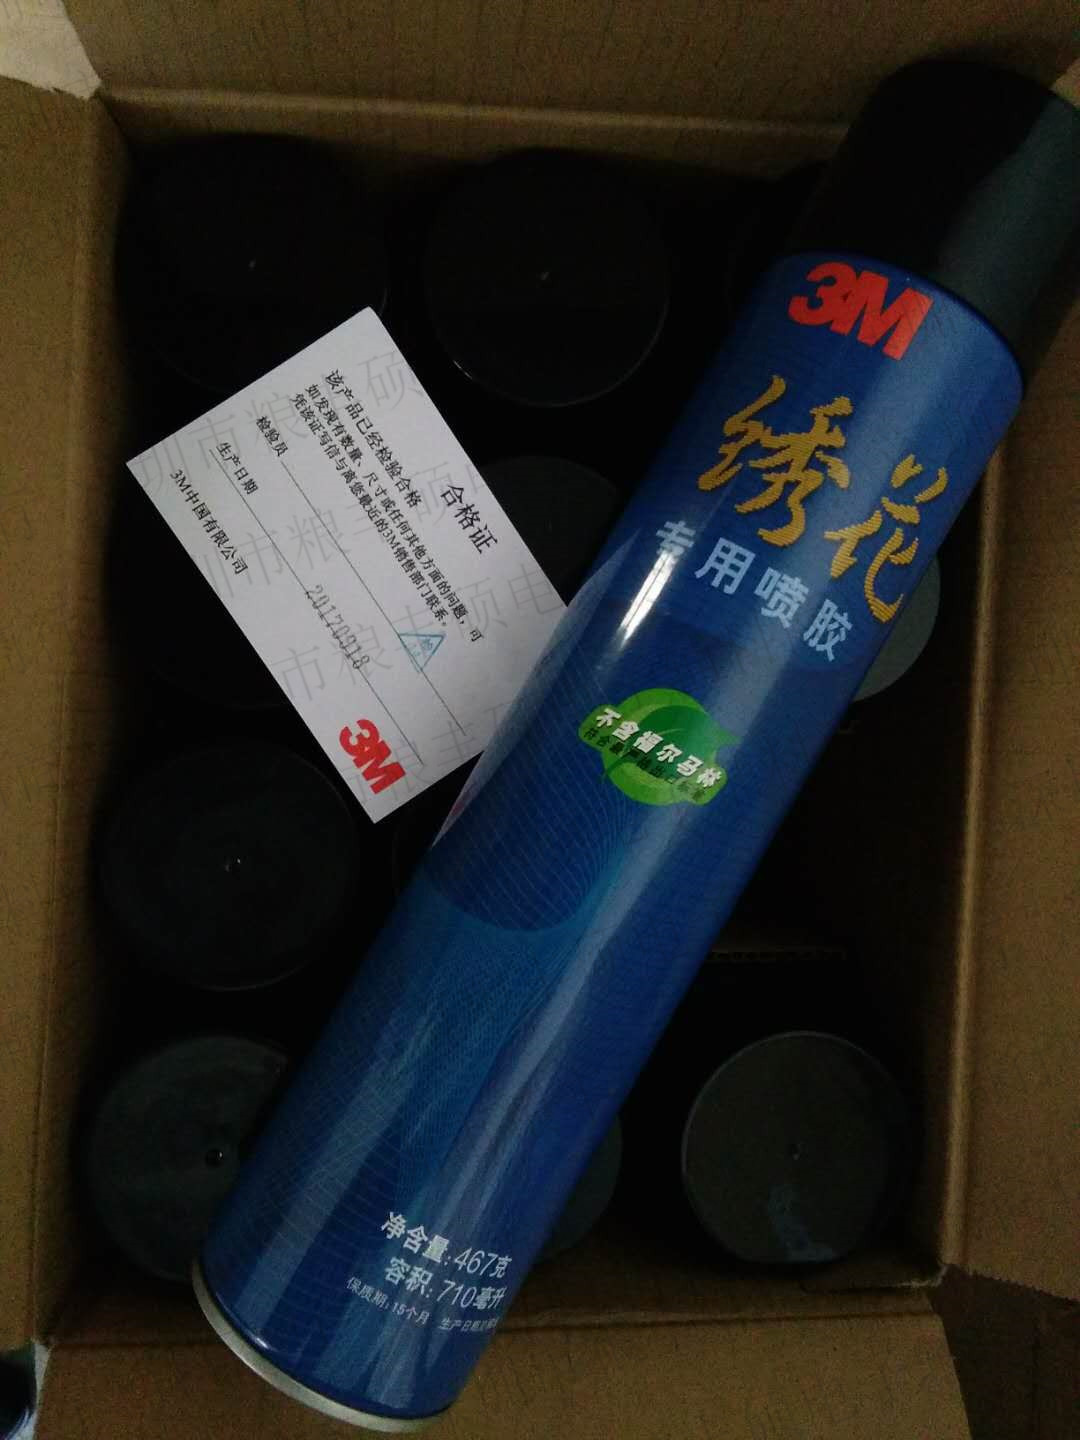 3M
绣花
专用喷胶
不含福尔马林
净含量:467克
容积:710毫升
保质期:15个月 生产日期
合格证
该产品已经检验合格
如发现有数量、尺寸或任何其他方面的问题,可
凭该证写信与离您最近的3M销售部门联系。
检验员
生产日期 20170918
3M中国有限公司
3M